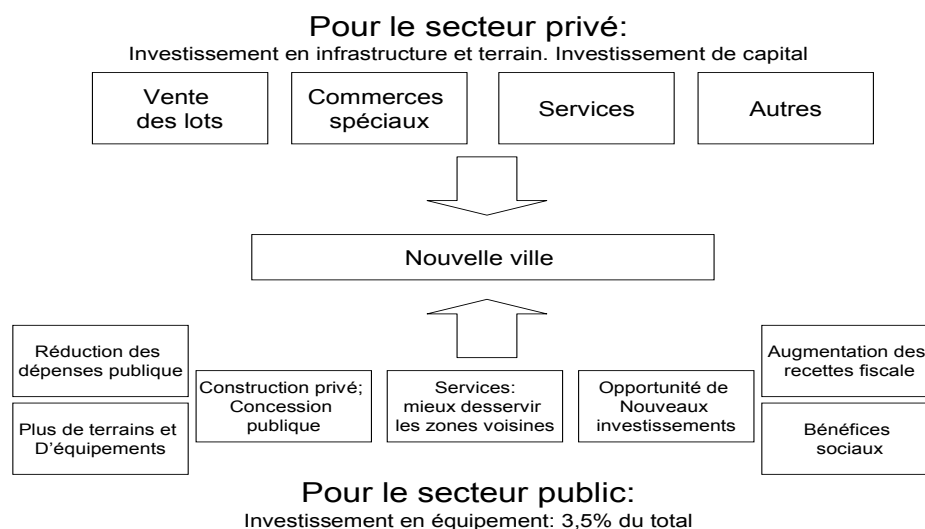 Pour le secteur privé:
Investissement en infrastructure et terrain. Investissement de capital
Vente
des lots
Commerces
spéciaux
Services
Autres
Nouvelle ville
Réduction des
dépenses publique
Plus de terrains et
D'équipements
Construction privé;
Concession
publique
Services:
mieux desservir
les zones voisines
Opportunité de
Nouveaux
investissements
Augmentation des
recettes fiscale
Bénéfices
sociaux
Pour le secteur public:
Investissement en équipement: 3,5% du total